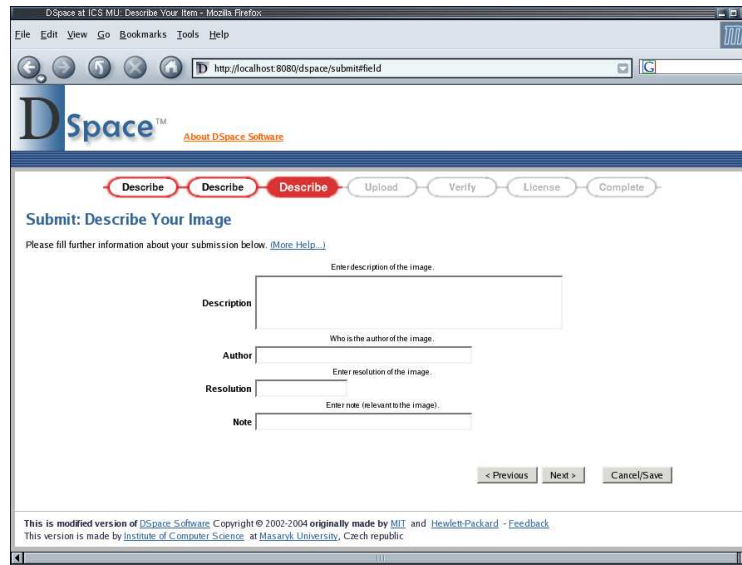 DSpace at ICS MU: Describe Your Item - Mozilla Firefox
File Edit View Go Bookmarks Tools Help
D http://localhost:8080/dspace/submit#field G
DSpace™ About DSpace Software
Describe Describe Describe Upload Verify License Complete
Submit: Describe Your Image
Please fill further information about your submission below. (More Help...)
Enter description of the image.
Description
Who is the author of the image.
Author
Enter resolution of the image.
Resolution
Enter note (relevant to the image).
Note
< Previous Next > Cancel/Save
This is modified version of DSpace Software Copyright © 2002-2004 originally made by MIT and Hewlett-Packard - Feedback
This version is made by Institute of Computer Science at Masaryk University, Czech republic